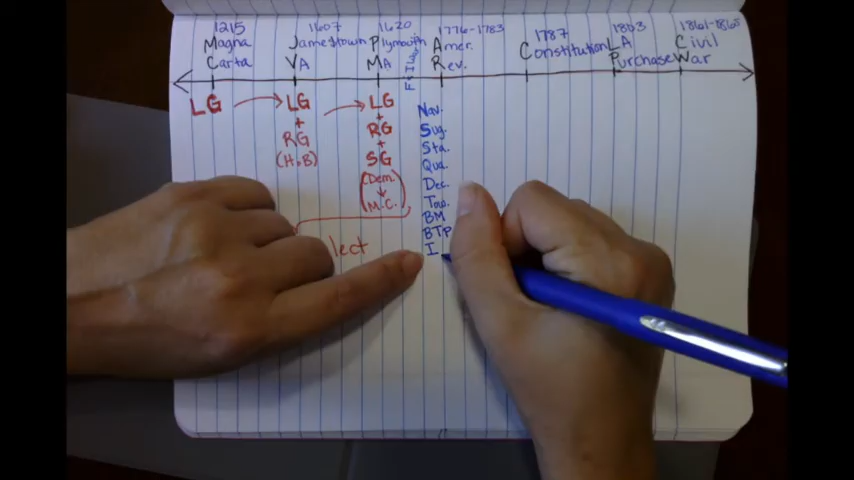 1215
Magna
Carta
1607
Jamestown
VA
1620
Plymouth
MA
1776-1783
Amer.
Rev.
1787
Constitution
1803
LA
Purchase
1861-1865
Civil
War
LG
LG
+
RG
(H.B)
LG
+
RG
+
SG
(Dem.
M.C.)
lect
Nav.
Sug.
Sta.
Qua.
Dec.
Tow.
BM
BTP
I